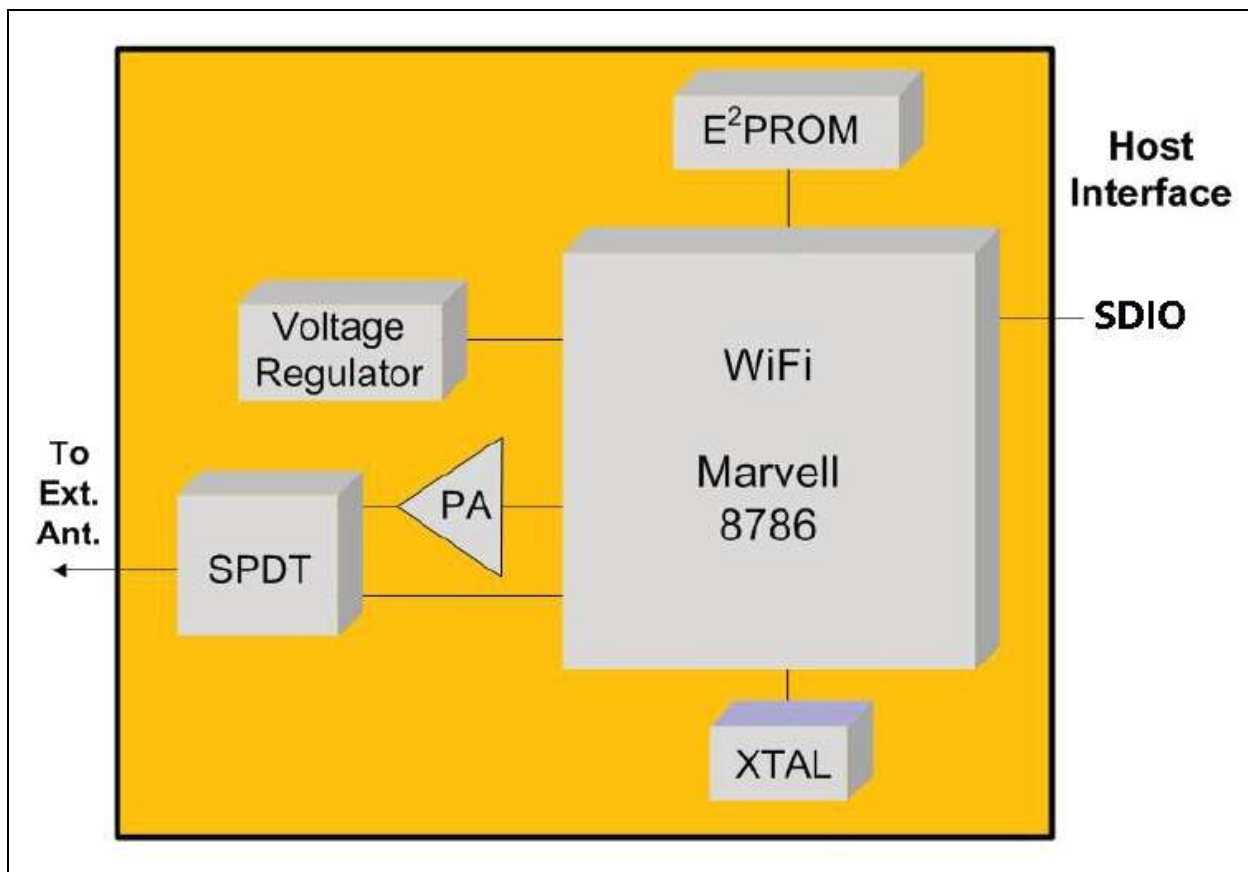 E²PROM
Host
Interface
SDIO
Voltage
Regulator
WiFi
Marvell
8786
To
Ext.
Ant.
PA
SPDT
XTAL